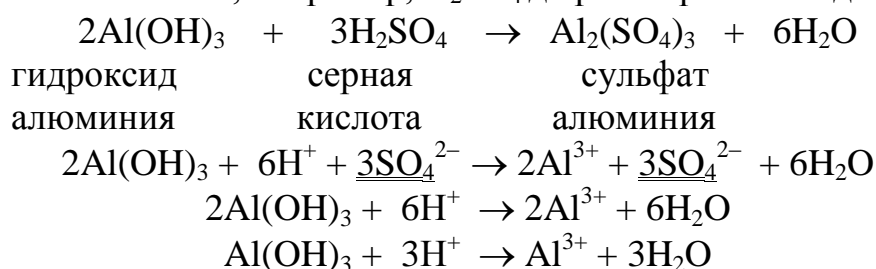 2Al(OH)₃ + 3H₂SO₄ → Al₂(SO₄)₃ + 6H₂O
гидроксид серная сульфат
алюминия кислота алюминия
2Al(OH)₃ + 6H⁺ + 3SO₄²⁻ → 2Al³⁺ + 3SO₄²⁻ + 6H₂O
2Al(OH)₃ + 6H⁺ → 2Al³⁺ + 6H₂O
Al(OH)₃ + 3H⁺ → Al³⁺ + 3H₂O